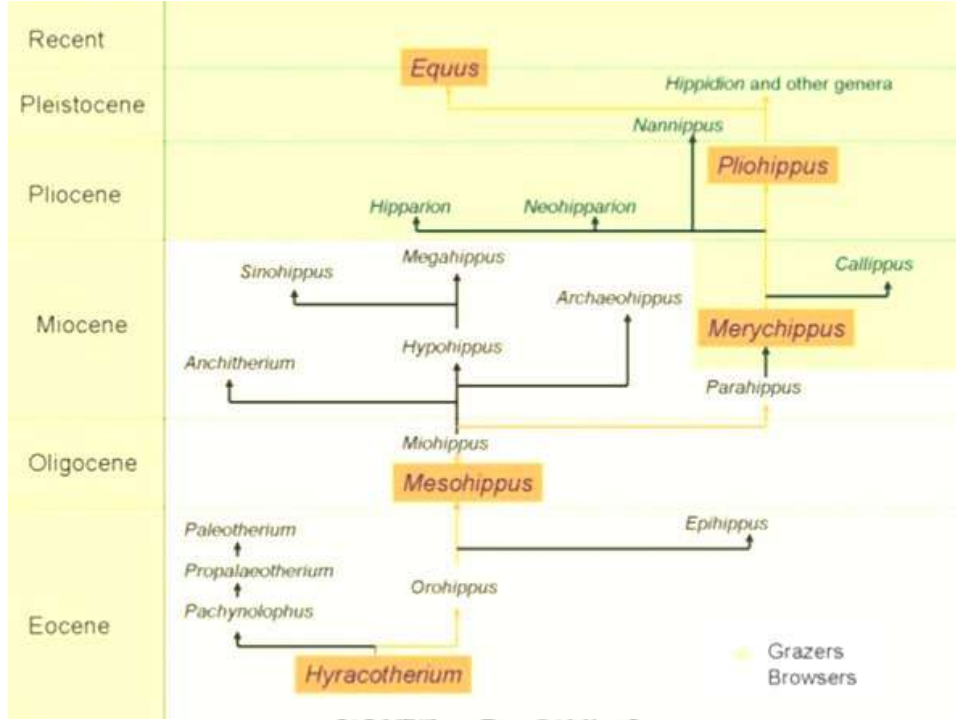 Recent
Equus
Hippidion and other genera
Pleistocene
Nannippus
Pliohippus
Pliocene
Hipparion
Neohipparion
Megahippus
Callippus
Sinohippus
Archaeohippus
Miocene
Merychippus
Hypohippus
Anchitherium
Parahippus
Miohippus
Oligocene
Mesohippus
Epihippus
Paleotherium
Propalaeotherium
Orohippus
Pachynolophus
Eocene
Grazers
Hyracotherium
Browsers